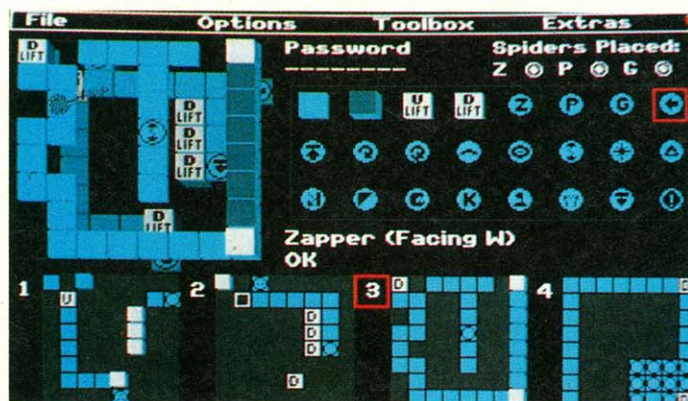 File Options Toolbox Extras
D LIFT
Password
Spiders Placed:
--------
Z P G
U LIFT D LIFT Z P G
D LIFT
D LIFT
D LIFT
C K 1 !
D LIFT
Zapper (Facing W)
OK
1 2 3 4
U D D D
D
D
D
D